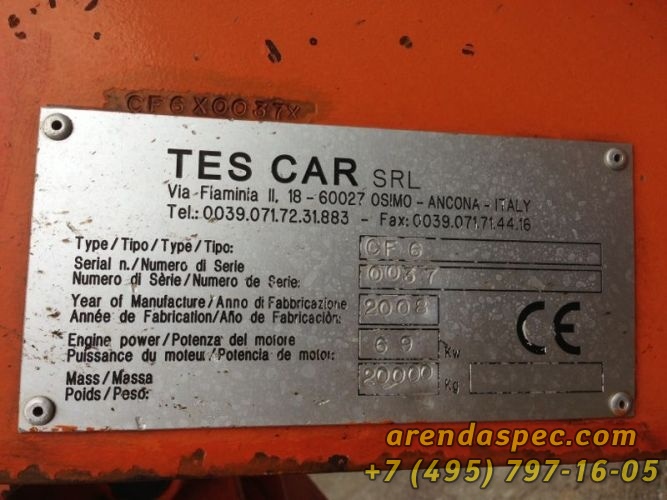 CF6X0037X
TES CAR SRL
Via Flaminia II, 18 - 60027 OSIMO - ANCONA - ITALY
Tel.: 0039.071.72.31.883 - Fax: 0039.071.71.44.16
Type/Tipo/Type/Tipo: CF6
Serial n./Numero di Serie
Numero di Sèrie/Numero de Serie: 0037
Year of Manufacture/Anno di Fabbricazione 2008
Année de Fabrication/Año de Fabricación:
Engine power/Potenza del motore 69 Kw
Puissance du moteur/Potencia de motor:
Mass/Massa 20000 Kg
Poids/Peso:
CE
arendaspec.com
+7 (495) 797-16-05